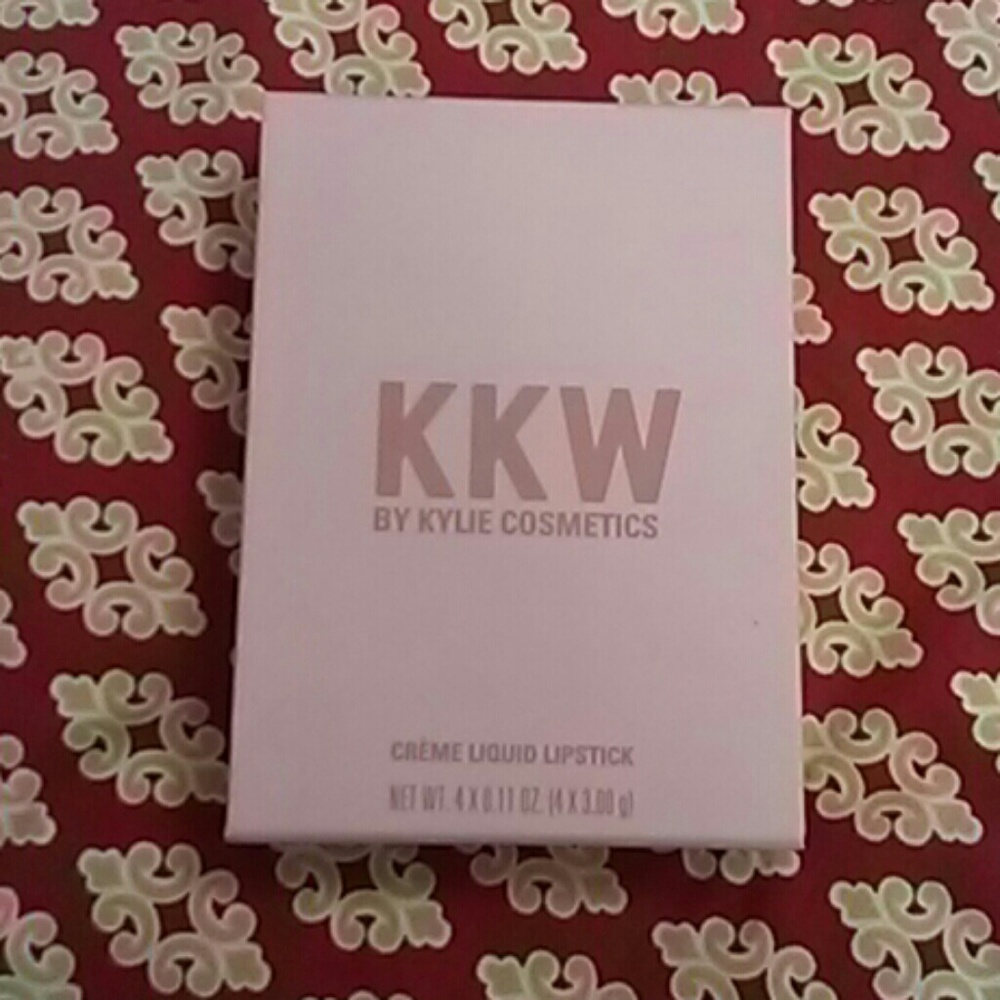 KKW
BY KYLIE COSMETICS
CRÈME LIQUID LIPSTICK
NET WT. 4 X 0.11 OZ. (4 X 3.00 g)